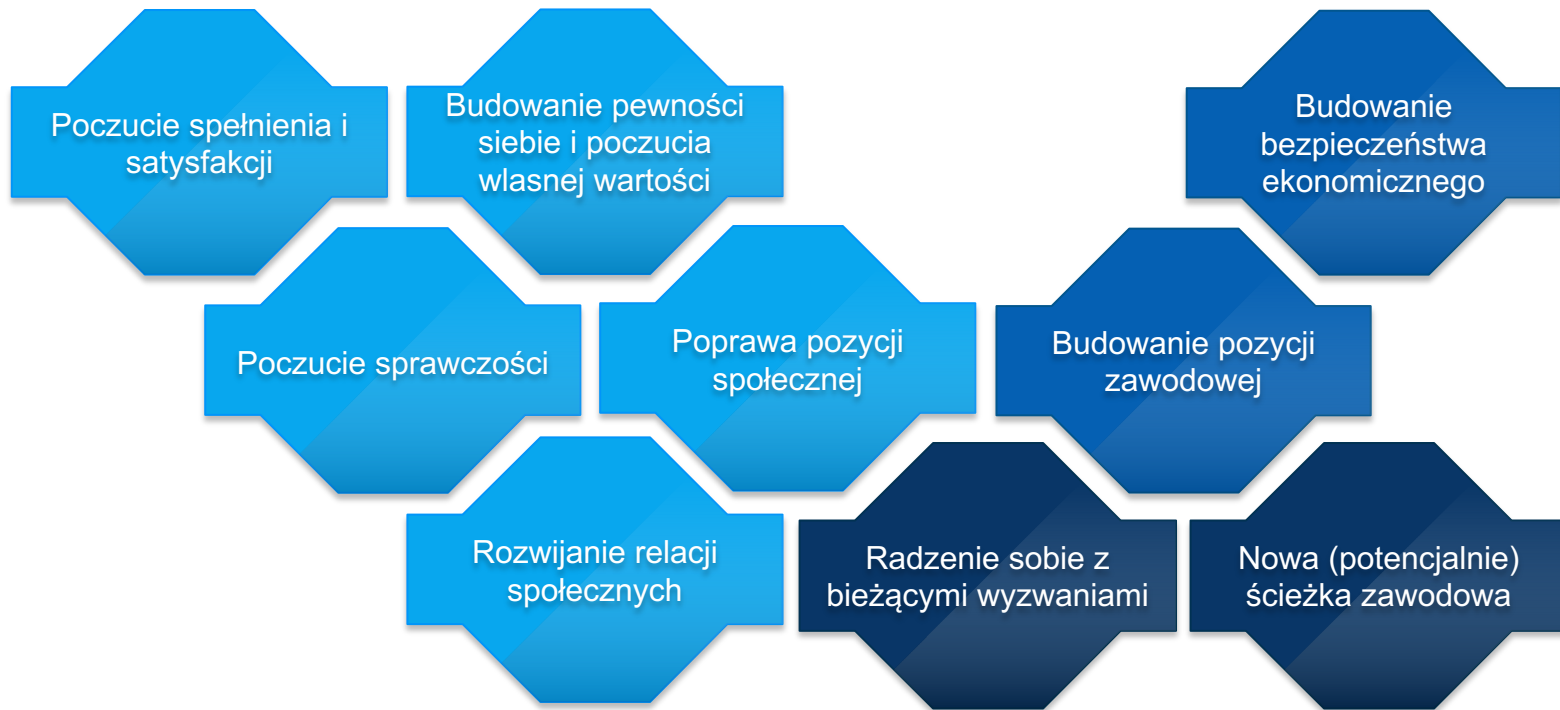 Poczucie spełnienia i
satysfakcji
Budowanie pewności
siebie i poczucia
wlasnej wartości
Budowanie
bezpieczeństwa
ekonomicznego
Poczucie sprawczości
Poprawa pozycji
społecznej
Budowanie pozycji
zawodowej
Rozwijanie relacji
społecznych
Radzenie sobie z
bieżącymi wyzwaniami
Nowa (potencjalnie)
ścieżka zawodowa